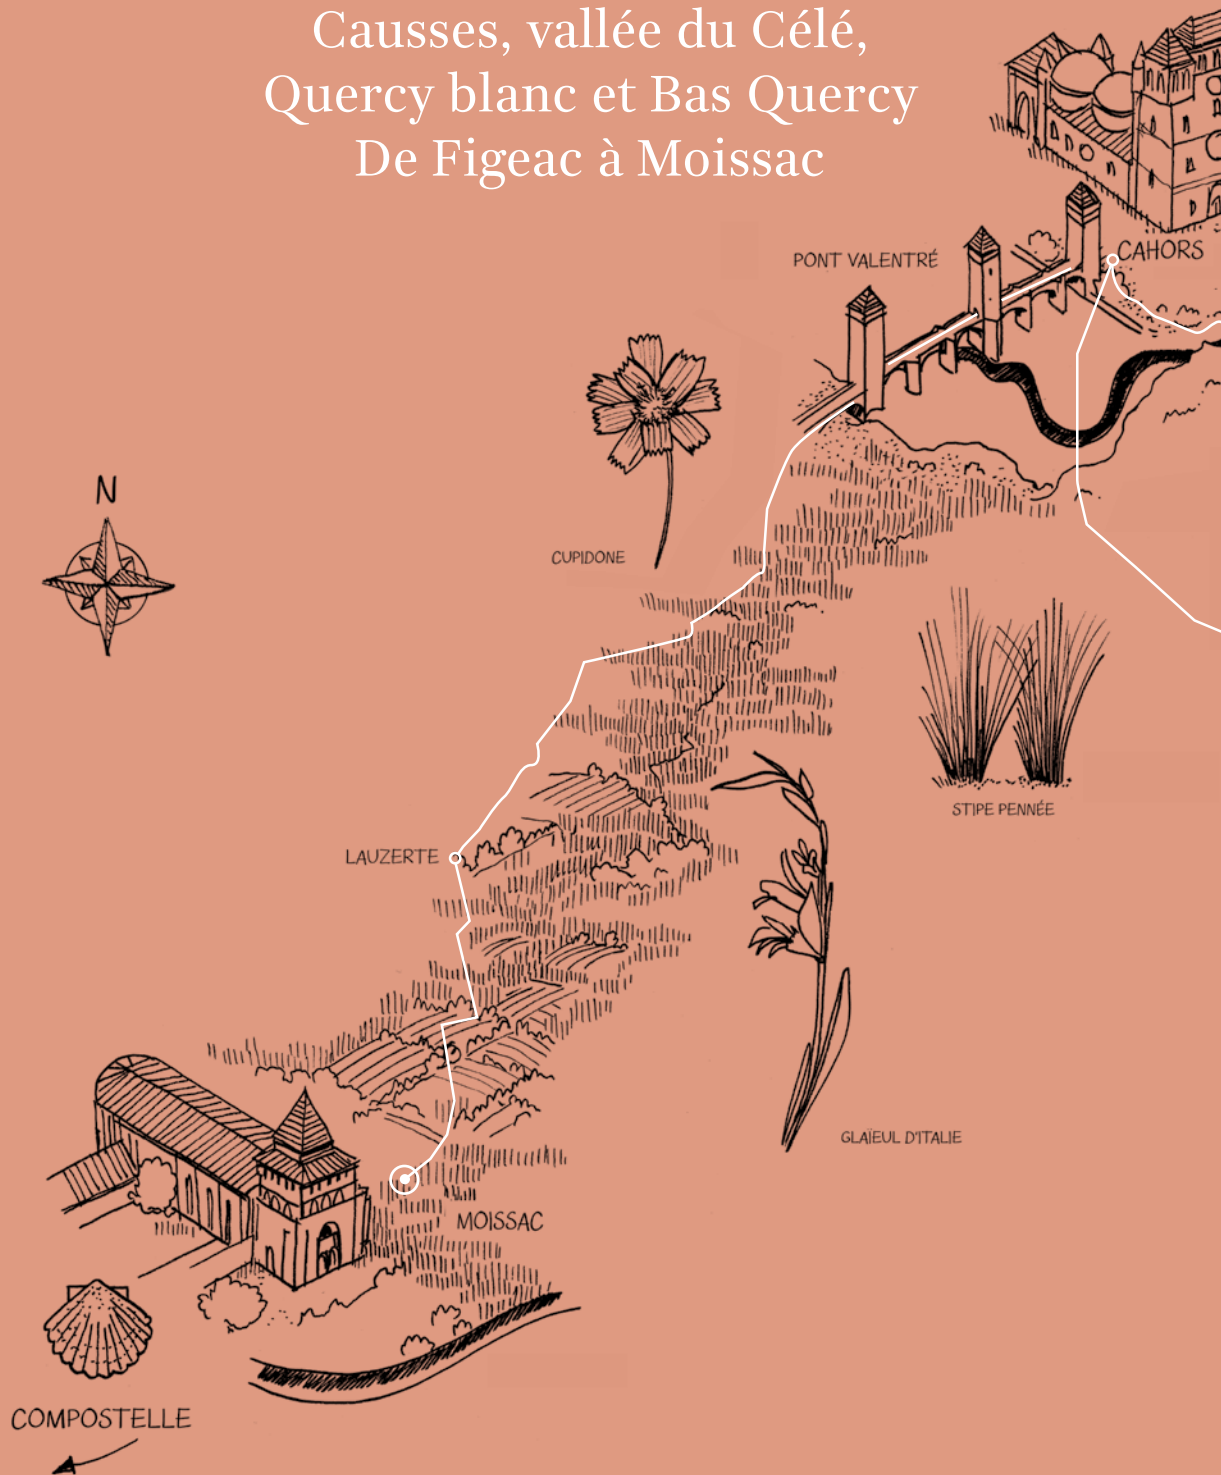 Causses, vallée du Célé,
Quercy blanc et Bas Quercy
De Figeac à Moissac
CAHORS
PONT VALENTRÉ
N
CUPIDONE
STIPE PENNÉE
LAUZERTE
GLAÏEUL D'ITALIE
MOISSAC
COMPOSTELLE